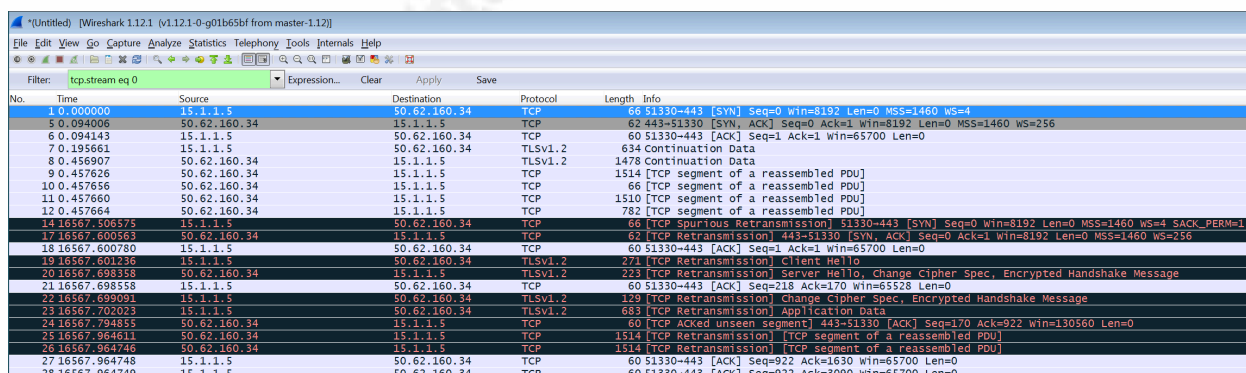 *(Untitled) [Wireshark 1.12.1 (v1.12.1-0-g01b65bf from master-1.12)]
File Edit View Go Capture Analyze Statistics Telephony Tools Internals Help
Filter: tcp.stream eq 0 Expression... Clear Apply Save
No. Time Source Destination Protocol Length Info
1 0.000000 15.1.1.5 50.62.160.34 TCP 66 51330→443 [SYN] Seq=0 Win=8192 Len=0 MSS=1460 WS=4
5 0.094006 50.62.160.34 15.1.1.5 TCP 62 443→51330 [SYN, ACK] Seq=0 Ack=1 Win=8192 Len=0 MSS=1460 WS=256
6 0.094143 15.1.1.5 50.62.160.34 TCP 60 51330→443 [ACK] Seq=1 Ack=1 Win=65700 Len=0
7 0.195661 15.1.1.5 50.62.160.34 TLSv1.2 634 Continuation Data
8 0.456907 50.62.160.34 15.1.1.5 TLSv1.2 1478 Continuation Data
9 0.457626 50.62.160.34 15.1.1.5 TCP 1514 [TCP segment of a reassembled PDU]
10 0.457656 50.62.160.34 15.1.1.5 TCP 66 [TCP segment of a reassembled PDU]
11 0.457660 50.62.160.34 15.1.1.5 TCP 1510 [TCP segment of a reassembled PDU]
12 0.457664 50.62.160.34 15.1.1.5 TCP 782 [TCP segment of a reassembled PDU]
14 16567.506575 15.1.1.5 50.62.160.34 TCP 66 [TCP Spurious Retransmission] 51330→443 [SYN] Seq=0 Win=8192 Len=0 MSS=1460 WS=4 SACK_PERM=1
17 16567.600563 50.62.160.34 15.1.1.5 TCP 62 [TCP Retransmission] 443→51330 [SYN, ACK] Seq=0 Ack=1 Win=8192 Len=0 MSS=1460 WS=256
18 16567.600780 15.1.1.5 50.62.160.34 TCP 60 51330→443 [ACK] Seq=1 Ack=1 Win=65700 Len=0
19 16567.601236 15.1.1.5 50.62.160.34 TLSv1.2 271 [TCP Retransmission] Client Hello
20 16567.698358 50.62.160.34 15.1.1.5 TLSv1.2 223 [TCP Retransmission] Server Hello, Change Cipher Spec, Encrypted Handshake Message
21 16567.698558 15.1.1.5 50.62.160.34 TCP 60 51330→443 [ACK] Seq=218 Ack=170 Win=65528 Len=0
22 16567.699091 15.1.1.5 50.62.160.34 TLSv1.2 129 [TCP Retransmission] Change Cipher Spec, Encrypted Handshake Message
23 16567.702023 15.1.1.5 50.62.160.34 TLSv1.2 683 [TCP Retransmission] Application Data
24 16567.794855 50.62.160.34 15.1.1.5 TCP 60 [TCP ACKed unseen segment] 443→51330 [ACK] Seq=170 Ack=922 Win=130560 Len=0
25 16567.964611 50.62.160.34 15.1.1.5 TCP 1514 [TCP Retransmission] [TCP segment of a reassembled PDU]
26 16567.964746 50.62.160.34 15.1.1.5 TCP 1514 [TCP Retransmission] [TCP segment of a reassembled PDU]
27 16567.964748 15.1.1.5 50.62.160.34 TCP 60 51330→443 [ACK] Seq=922 Ack=1630 Win=65700 Len=0
28 16567.964749 15.1.1.5 50.62.160.34 TCP 60 51330→443 [ACK] Seq=922 Ack=3090 Win=65700 Len=0